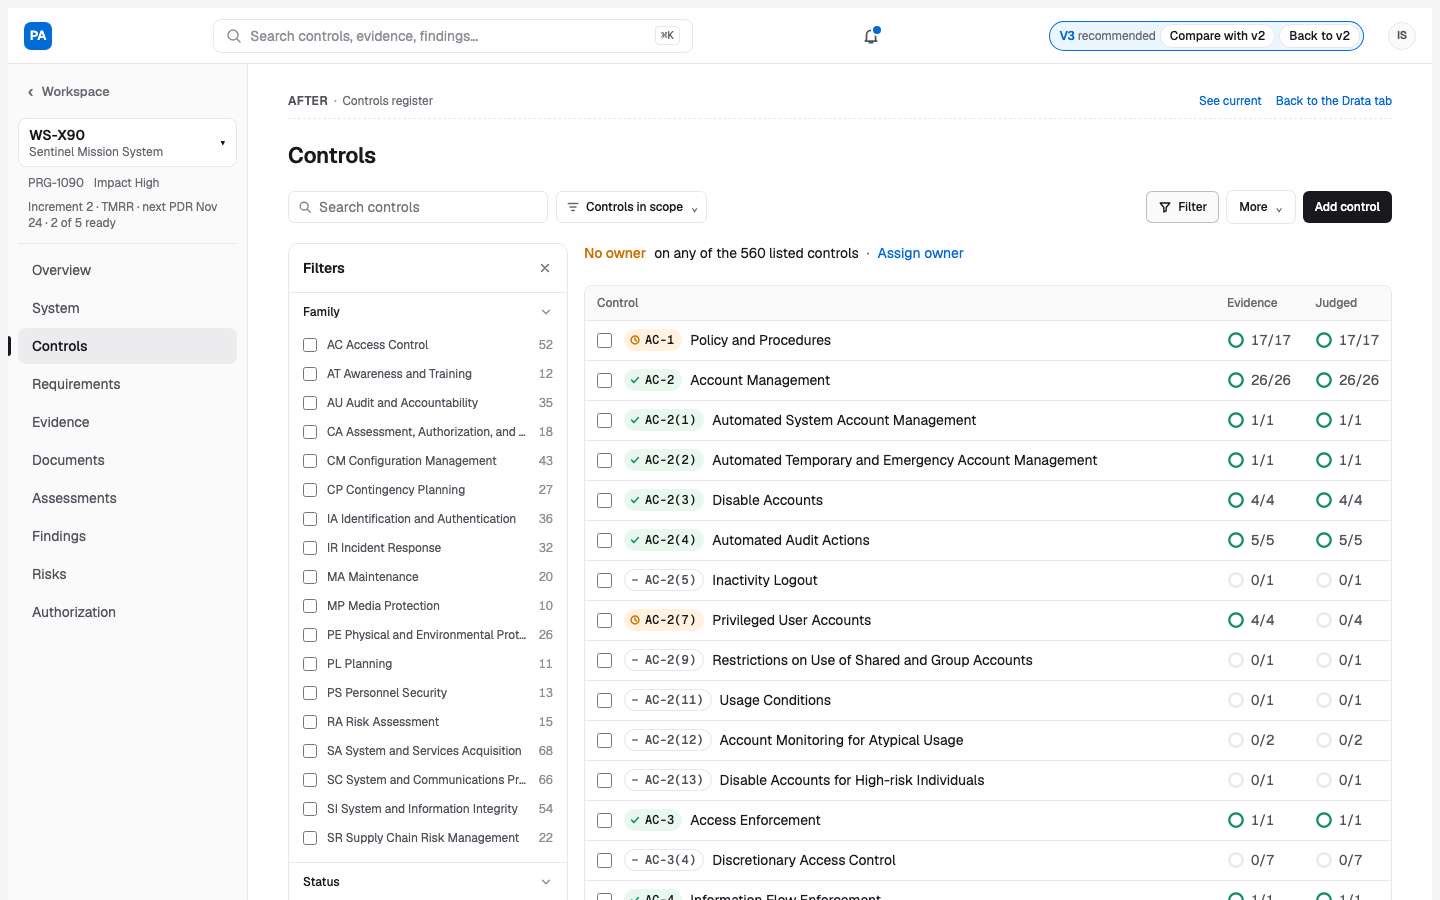 PA
Search controls, evidence, findings...
⌘K
V3 recommended Compare with v2 Back to v2
IS
‹ Workspace
WS-X90
Sentinel Mission System
PRG-1090 Impact High
Increment 2 · TMRR · next PDR Nov
24 · 2 of 5 ready
Overview
System
Controls
Requirements
Evidence
Documents
Assessments
Findings
Risks
Authorization
AFTER · Controls register
See current Back to the Drata tab
Controls
Search controls
Controls in scope
Filter
More
Add control
Filters
Family
AC Access Control 52
AT Awareness and Training 12
AU Audit and Accountability 35
CA Assessment, Authorization, and ... 18
CM Configuration Management 43
CP Contingency Planning 27
IA Identification and Authentication 36
IR Incident Response 32
MA Maintenance 20
MP Media Protection 10
PE Physical and Environmental Prot... 26
PL Planning 11
PS Personnel Security 13
RA Risk Assessment 15
SA System and Services Acquisition 68
SC System and Communications Pr... 66
SI System and Information Integrity 54
SR Supply Chain Risk Management 22
Status
No owner on any of the 560 listed controls · Assign owner
Control Evidence Judged
AC-1 Policy and Procedures 17/17 17/17
AC-2 Account Management 26/26 26/26
AC-2(1) Automated System Account Management 1/1 1/1
AC-2(2) Automated Temporary and Emergency Account Management 1/1 1/1
AC-2(3) Disable Accounts 4/4 4/4
AC-2(4) Automated Audit Actions 5/5 5/5
AC-2(5) Inactivity Logout 0/1 0/1
AC-2(7) Privileged User Accounts 4/4 0/4
AC-2(9) Restrictions on Use of Shared and Group Accounts 0/1 0/1
AC-2(11) Usage Conditions 0/1 0/1
AC-2(12) Account Monitoring for Atypical Usage 0/2 0/2
AC-2(13) Disable Accounts for High-risk Individuals 0/1 0/1
AC-3 Access Enforcement 1/1 1/1
AC-3(4) Discretionary Access Control 0/7 0/7
AC-4 Information Flow Enforcement 1/1 1/1